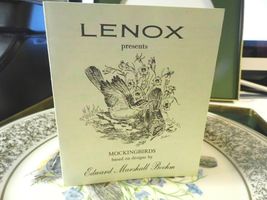 LENOX
presents
MOCKINGBIRDS
based on designs by
Edward Marshall Boehm